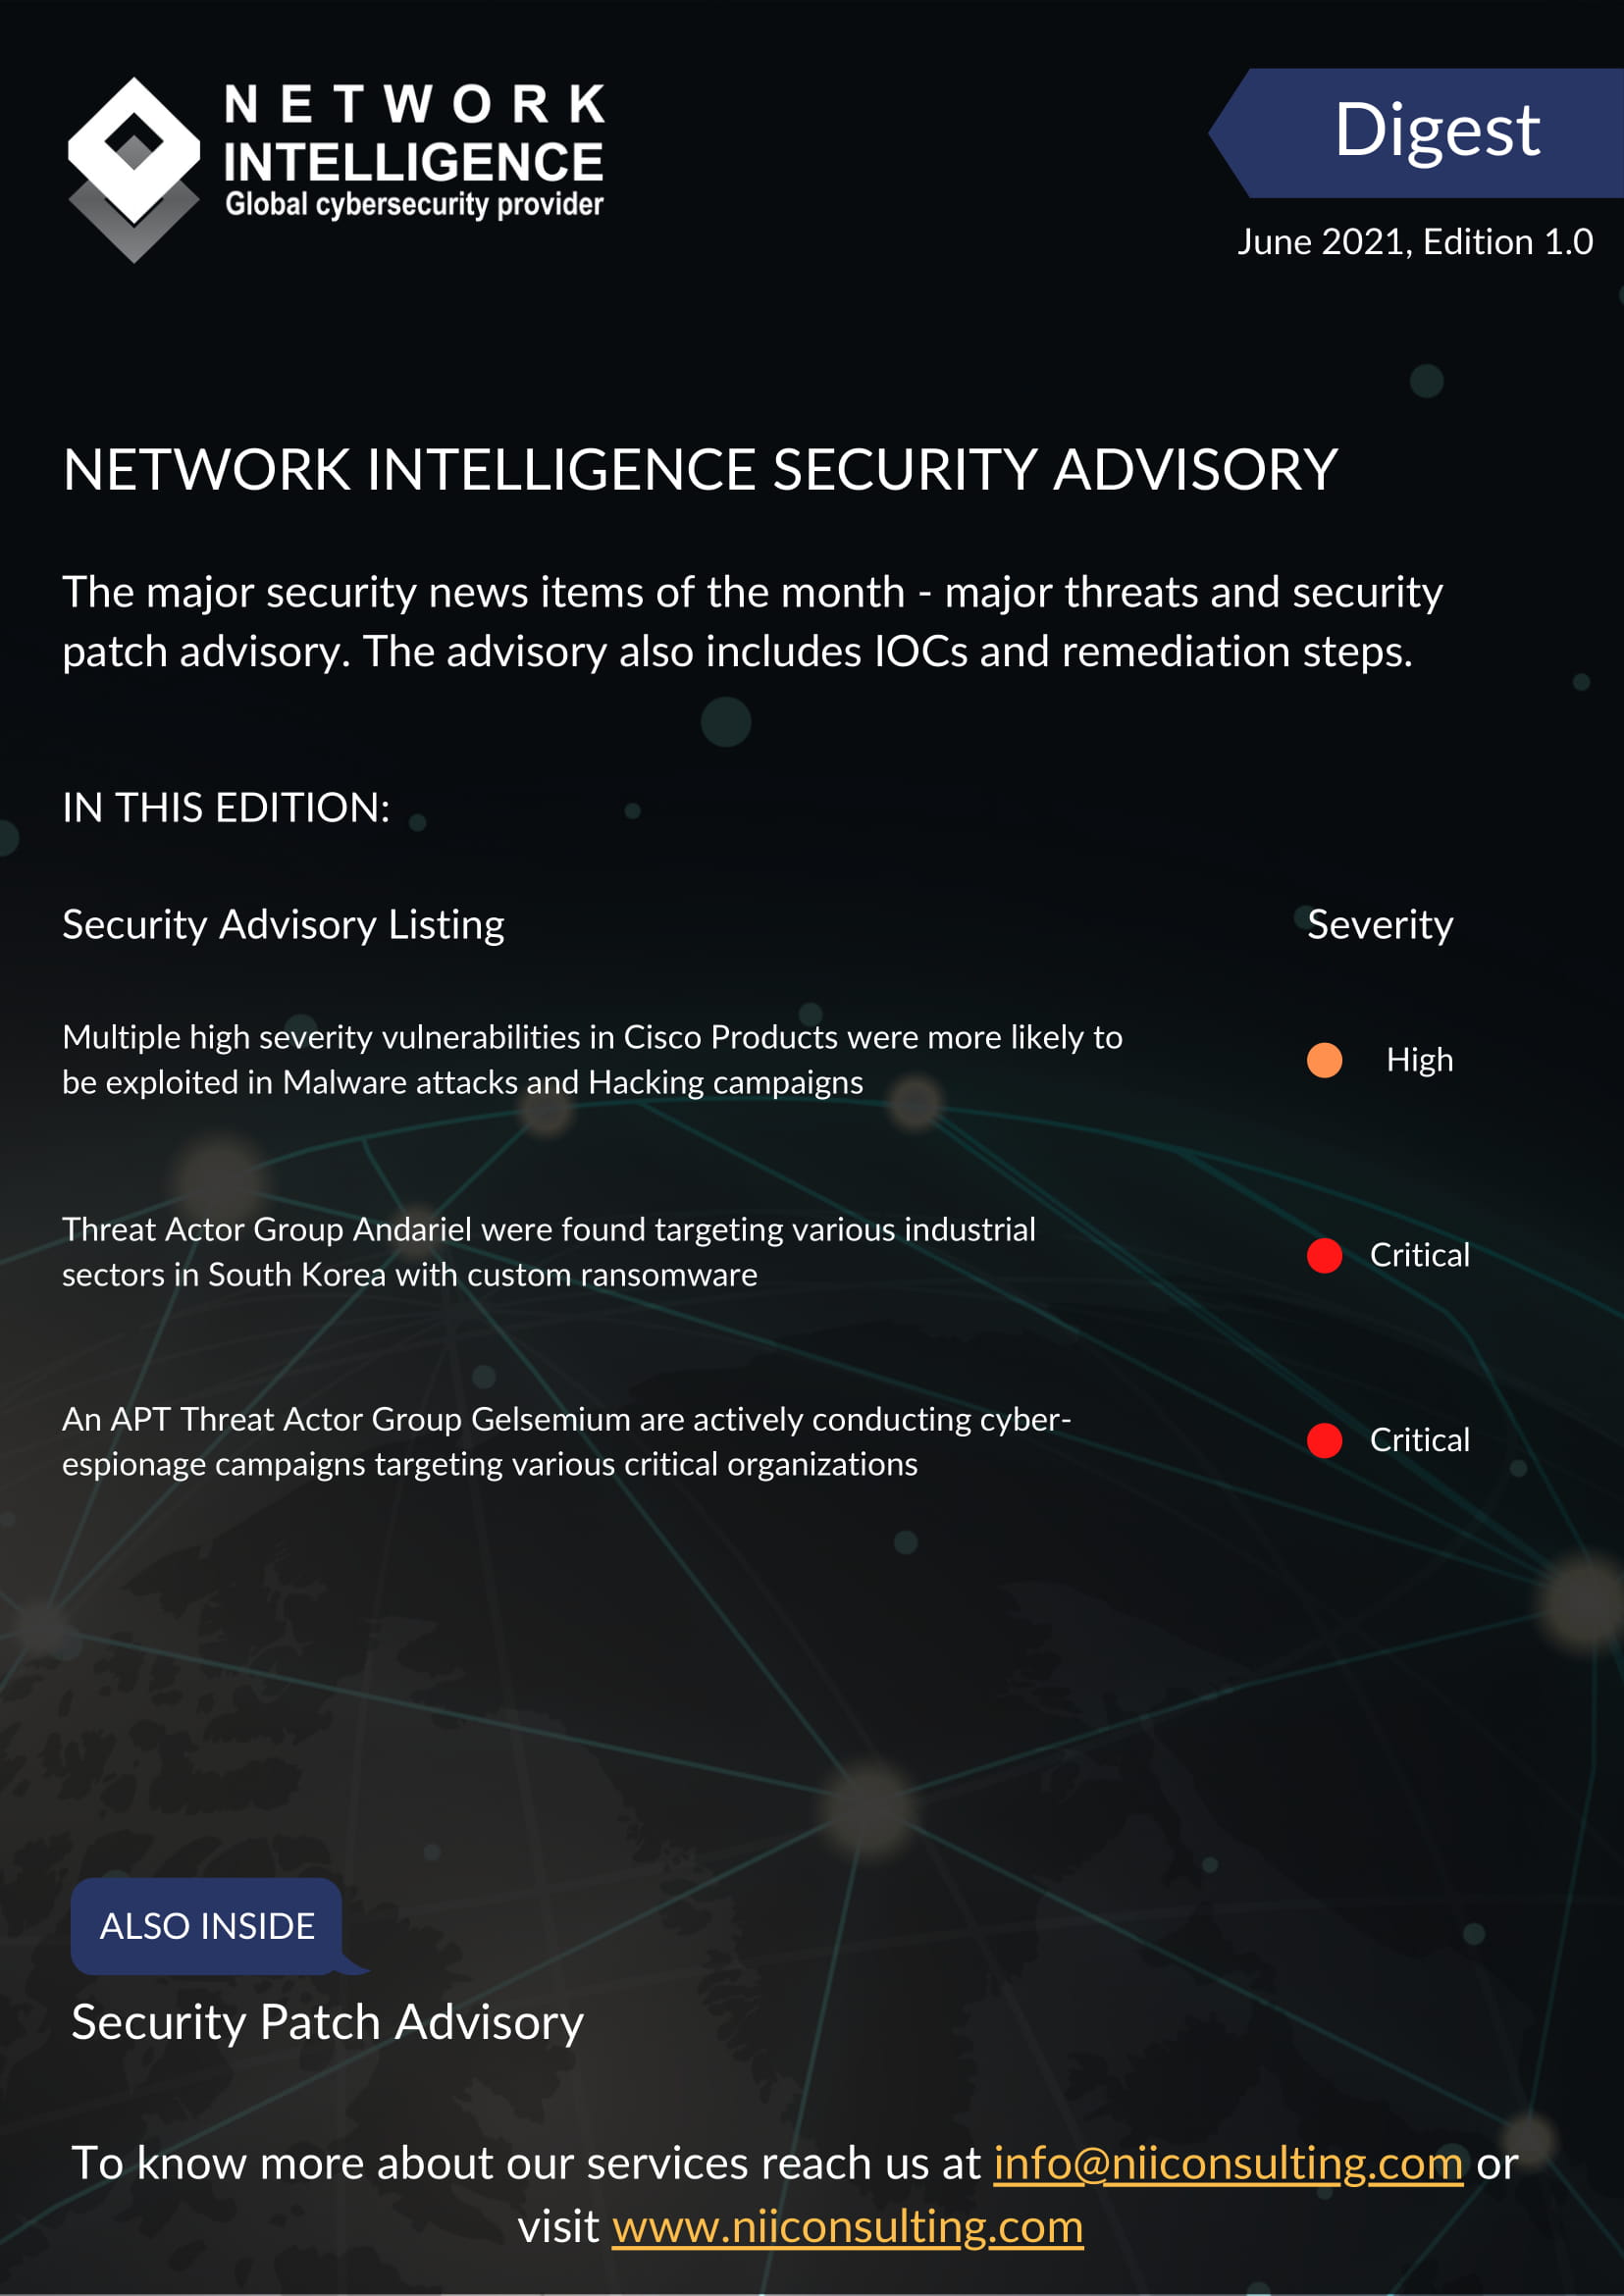 NETWORK
INTELLIGENCE
Global cybersecurity provider
Digest
June 2021, Edition 1.0
NETWORK INTELLIGENCE SECURITY ADVISORY
The major security news items of the month - major threats and security
patch advisory. The advisory also includes IOCs and remediation steps.
IN THIS EDITION:
Security Advisory Listing
Severity
Multiple high severity vulnerabilities in Cisco Products were more likely to
be exploited in Malware attacks and Hacking campaigns
High
Threat Actor Group Andariel were found targeting various industrial
sectors in South Korea with custom ransomware
Critical
An APT Threat Actor Group Gelsemium are actively conducting cyber-
espionage campaigns targeting various critical organizations
Critical
ALSO INSIDE
Security Patch Advisory
To know more about our services reach us at info@niiconsulting.com or
visit www.niiconsulting.com